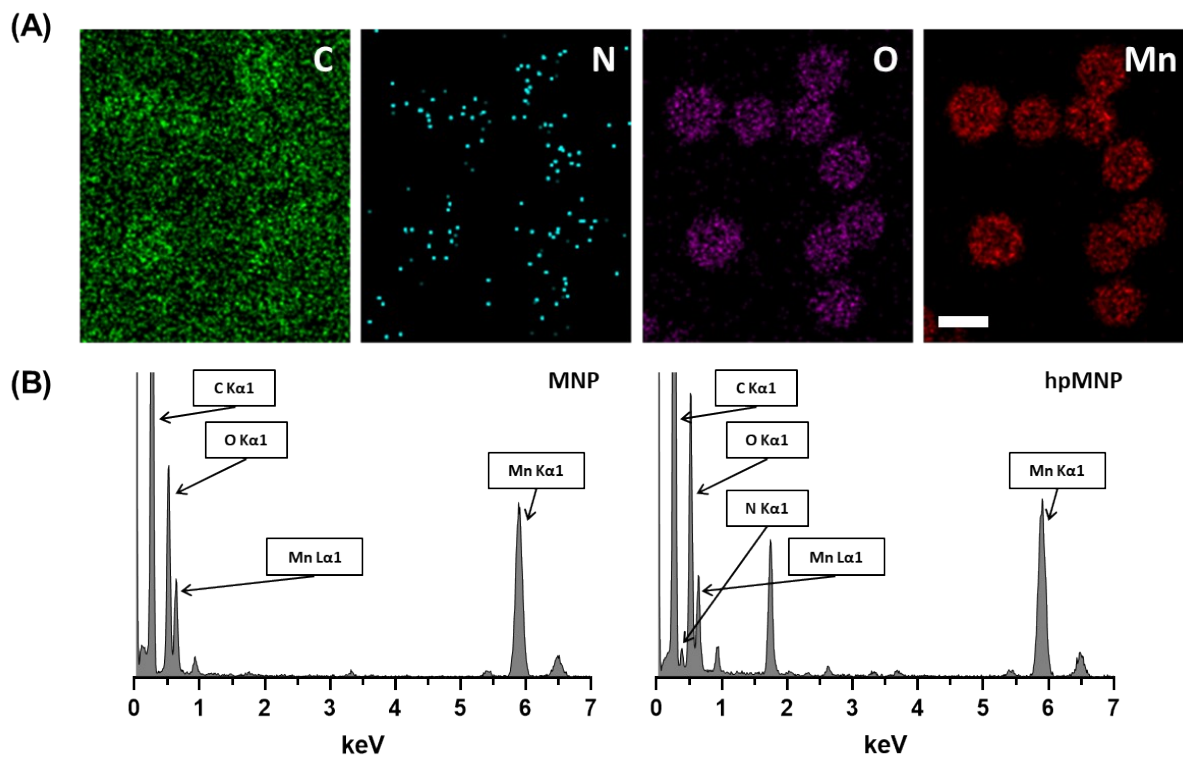 (A)
C
N
O
Mn
(B)
MNP
C Kα1
O Kα1
Mn Kα1
Mn Lα1
0 1 2 3 4 5 6 7
keV
hpMNP
C Kα1
O Kα1
Mn Kα1
N Kα1
Mn Lα1
0 1 2 3 4 5 6 7
keV